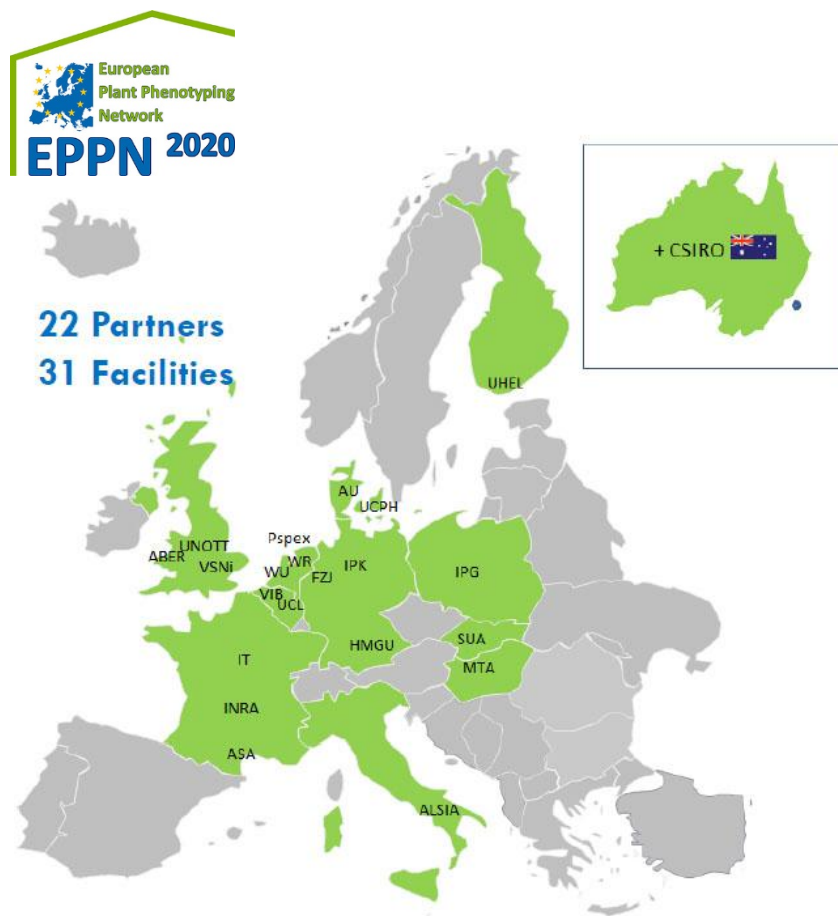 European
Plant Phenotyping
Network
EPPN 2020
+ CSIRO
22 Partners
31 Facilities
UHEL
AU
UCPH
Pspex
UNOTT
ABER
VSNi
WR
WU
FZJ
IPK
IPG
VIB
UCL
HMGU
SUA
IT
MTA
INRA
ASA
ALSIA